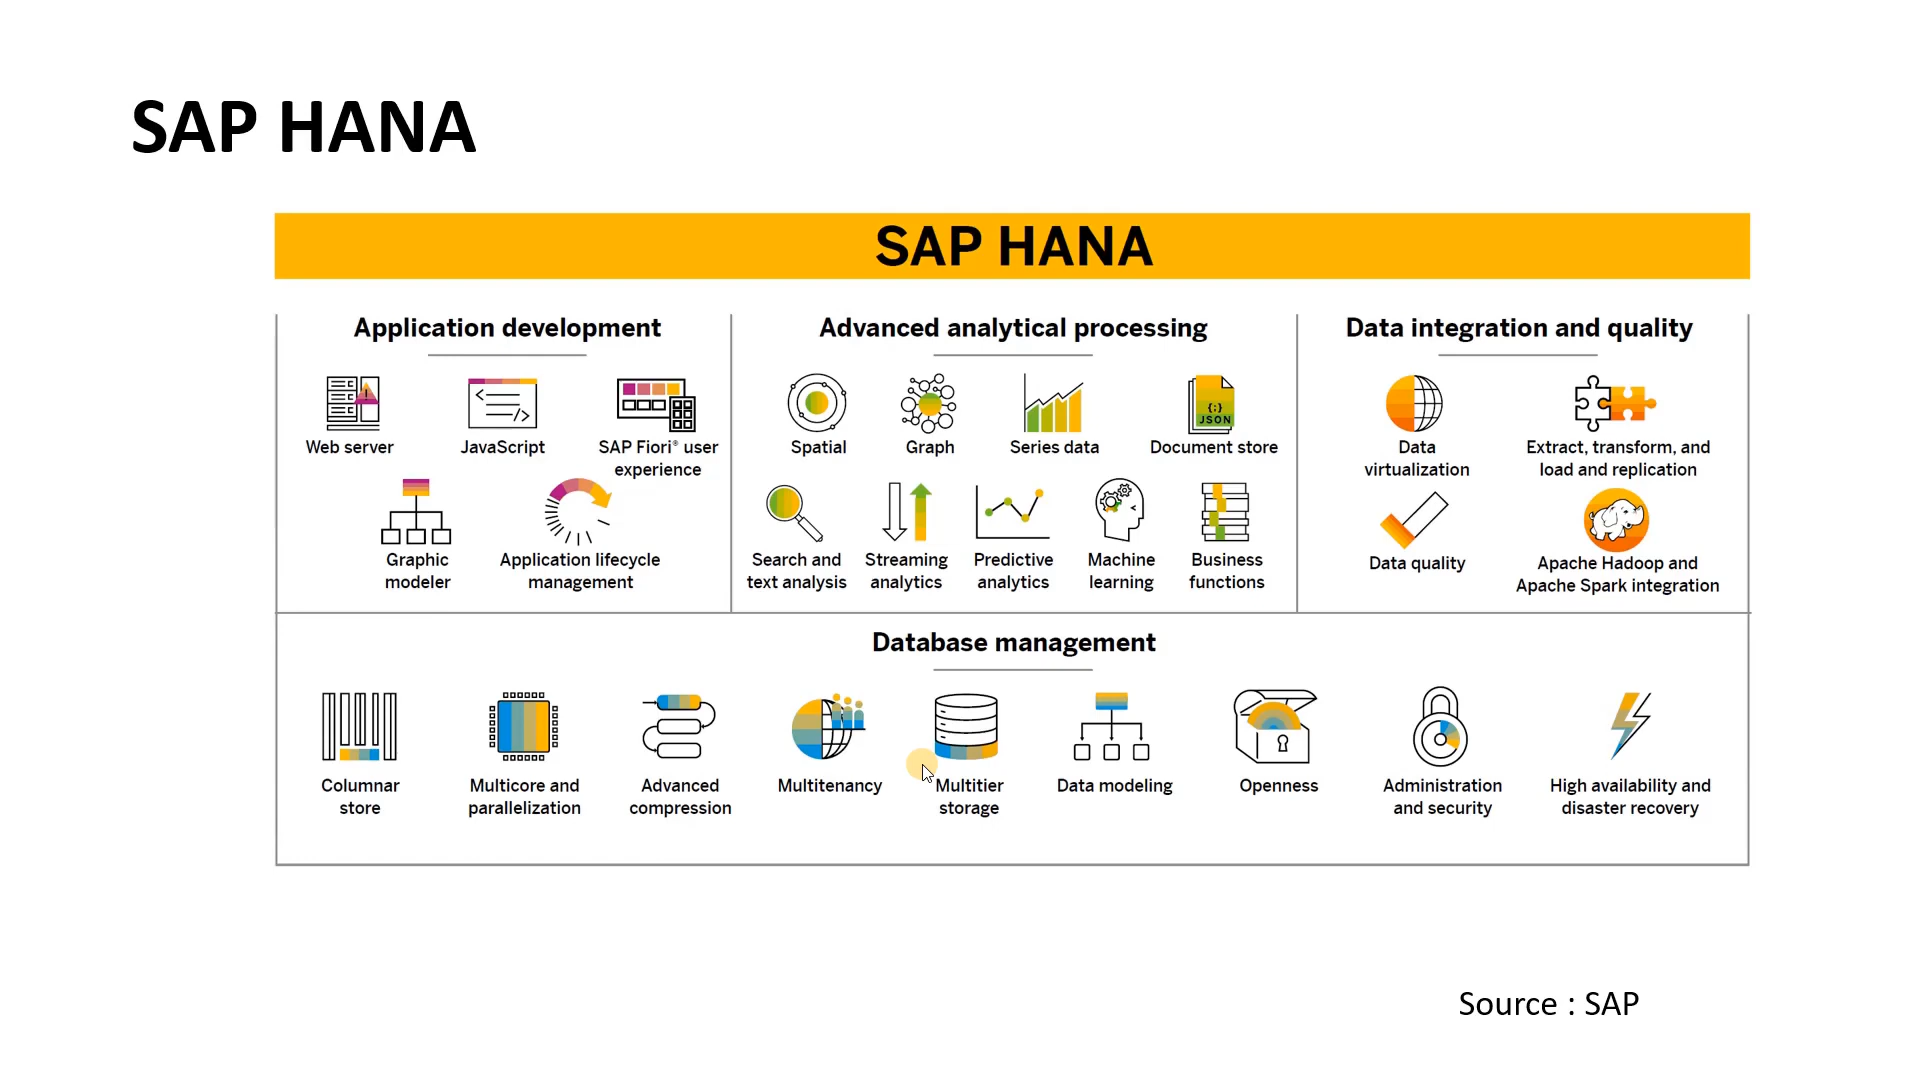 SAP HANA
SAP HANA
Application development
Web server
JavaScript
SAP Fiori® user
experience
Graphic
modeler
Application lifecycle
management
Advanced analytical processing
Spatial
Graph
Series data
{;}
JSON
Document store
Search and
text analysis
Streaming
analytics
Predictive
analytics
Machine
learning
Business
functions
Data integration and quality
Data
virtualization
Extract, transform, and
load and replication
Data quality
Apache Hadoop and
Apache Spark integration
Database management
Columnar
store
Multicore and
parallelization
Advanced
compression
Multitenancy
Multitier
storage
Data modeling
Openness
Administration
and security
High availability and
disaster recovery
Source : SAP